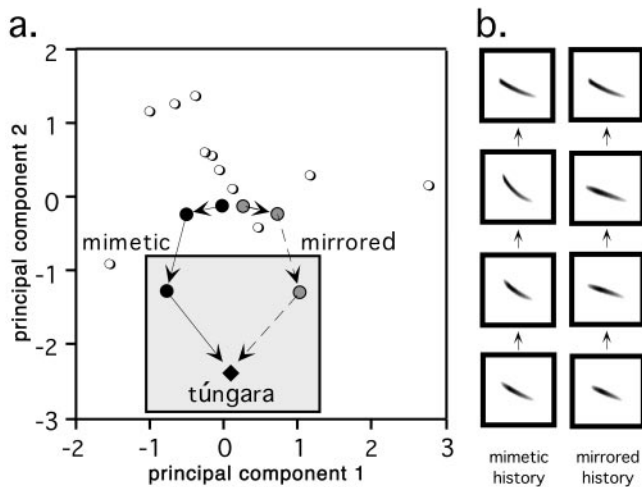 a.
2
1
0
-1
-2
-3
principal component 2
mimetic
mirrored
túngara
-2
-1
0
1
2
3
principal component 1
b.
mimetic
history
mirrored
history